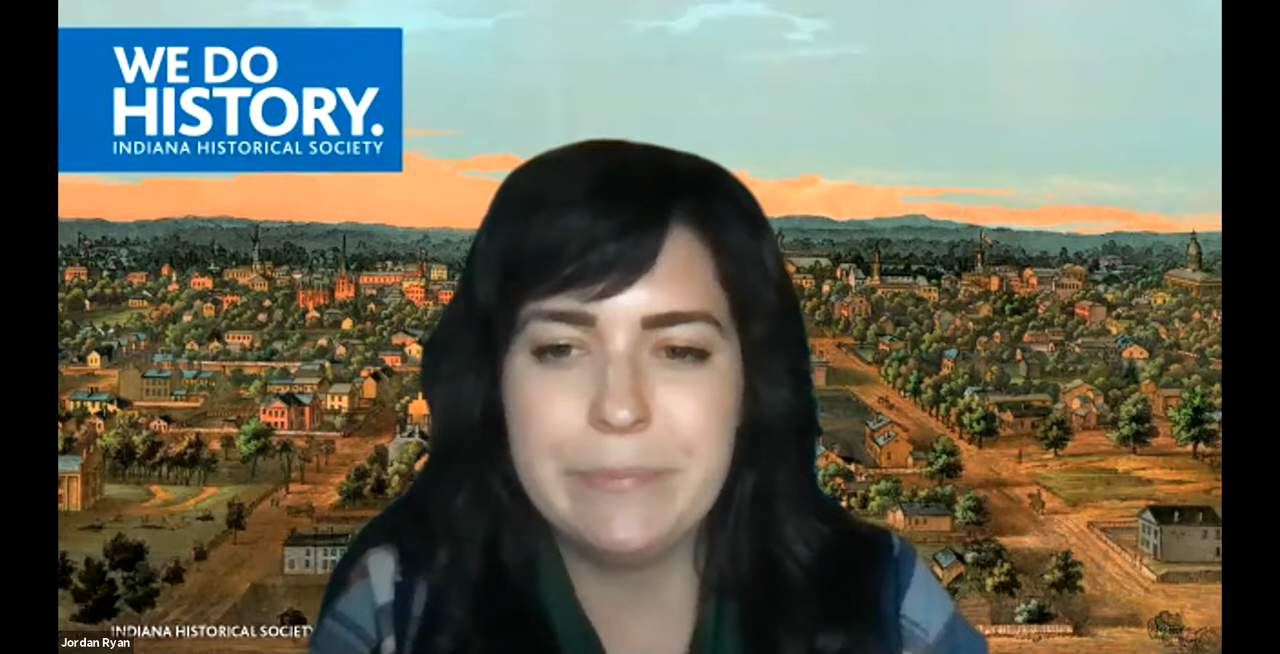 WE DO
HISTORY.
INDIANA HISTORICAL SOCIETY
INDIANA HISTORICAL SOCIETY
Jordan Ryan